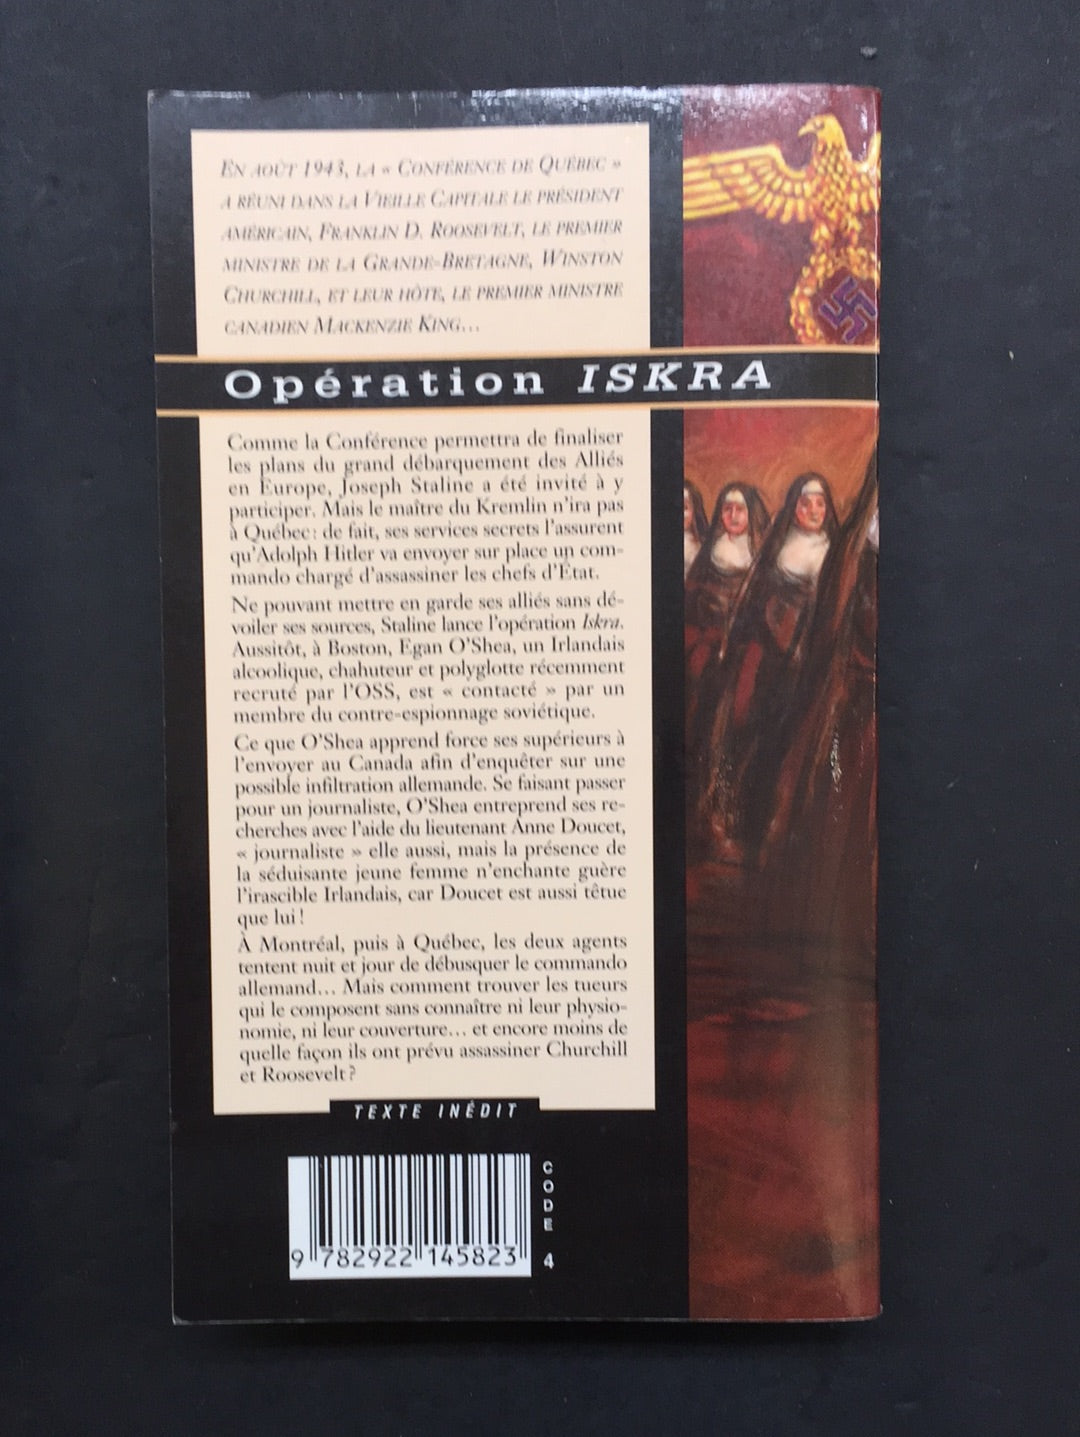 EN AOÛT 1943, LA « CONFÉRENCE DE QUÉBEC »
A RÉUNI DANS LA VIEILLE CAPITALE LE PRÉSIDENT
AMÉRICAIN, FRANKLIN D. ROOSEVELT, LE PREMIER
MINISTRE DE LA GRANDE-BRETAGNE, WINSTON
CHURCHILL, ET LEUR HÔTE, LE PREMIER MINISTRE
CANADIEN MACKENZIE KING...
Opération ISKRA
Comme la Conférence permettra de finaliser
les plans du grand débarquement des Alliés
en Europe, Joseph Staline a été invité à y
participer. Mais le maître du Kremlin n'ira pas
à Québec : de fait, ses services secrets l'assurent
qu'Adolph Hitler va envoyer sur place un com-
mando chargé d'assassiner les chefs d'État.
Ne pouvant mettre en garde ses alliés sans dé-
voiler ses sources, Staline lance l'opération Iskra.
Aussitôt, à Boston, Egan O'Shea, un Irlandais
alcoolique, chahuteur et polyglotte récemment
recruté par l'OSS, est « contacté » par un
membre du contre-espionnage soviétique.
Ce que O'Shea apprend force ses supérieurs à
l'envoyer au Canada afin d'enquêter sur une
possible infiltration allemande. Se faisant passer
pour un journaliste, O'Shea entreprend ses re-
cherches avec l'aide du lieutenant Anne Doucet,
« journaliste » elle aussi, mais la présence de
la séduisante jeune femme n'enchante guère
l'irascible Irlandais, car Doucet est aussi têtue
que lui !
À Montréal, puis à Québec, les deux agents
tentent nuit et jour de débusquer le commando
allemand... Mais comment trouver les tueurs
qui le composent sans connaître ni leur physio-
nomie, ni leur couverture... et encore moins de
quelle façon ils ont prévu assassiner Churchill
et Roosevelt ?
TEXTE INÉDIT
CODE 4
9 782922 145823